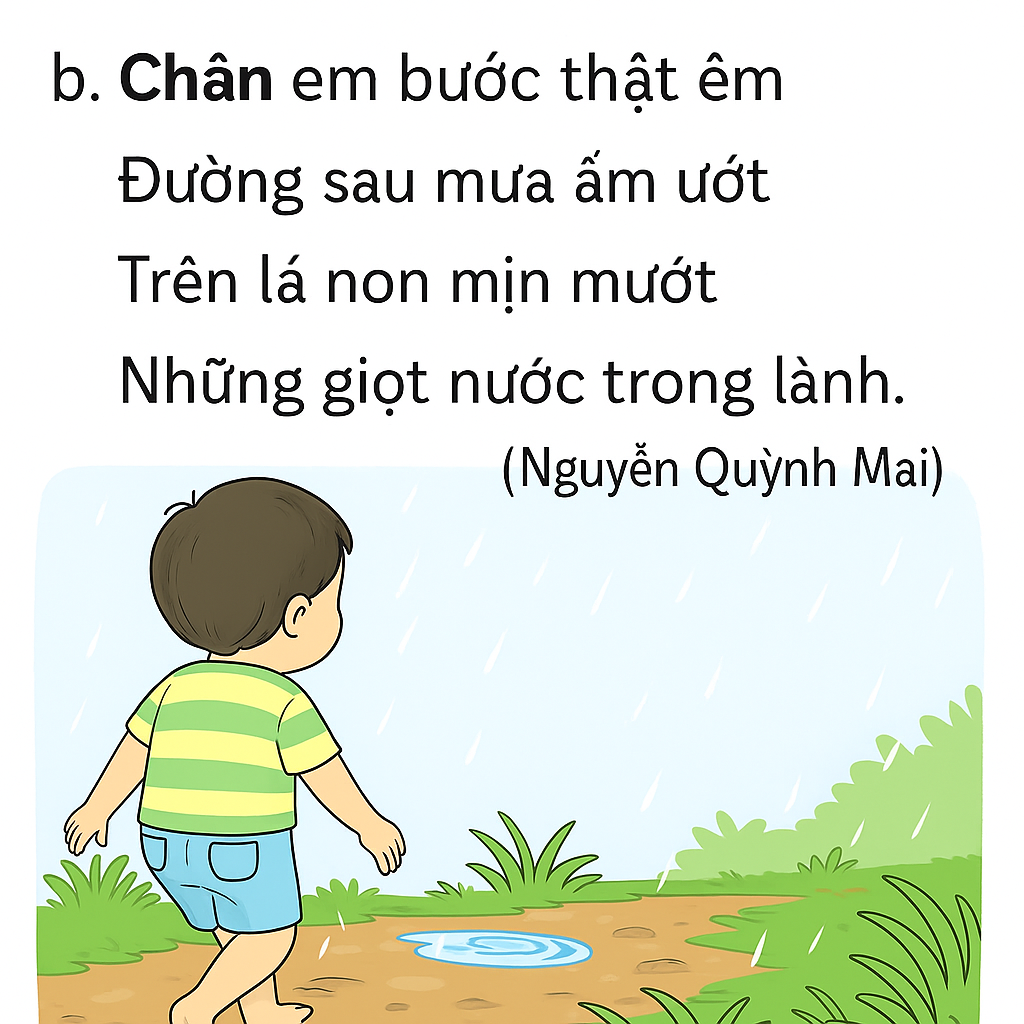 b. Chân em bước thật êm
Đường sau mưa ấm ướt
Trên lá non mịn mướt
Những giọt nước trong lành.
(Nguyễn Quỳnh Mai)